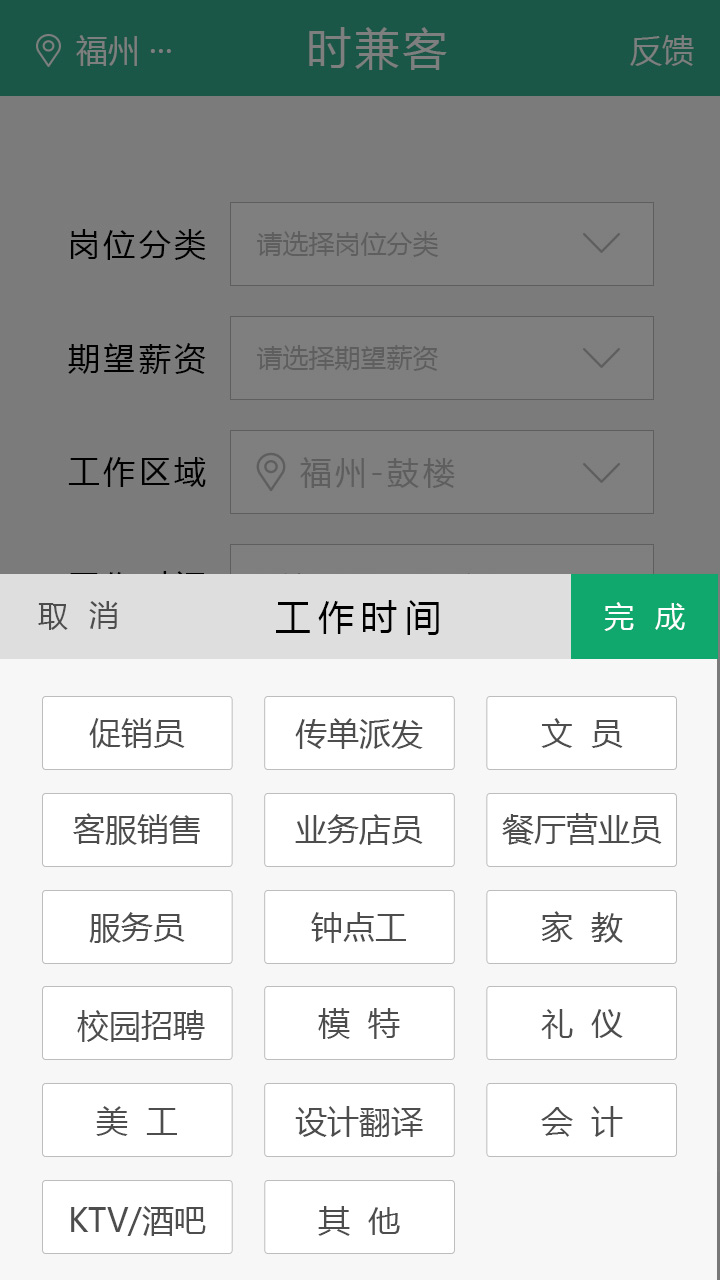 福州 ···
时兼客
反馈
岗位分类
请选择岗位分类
期望薪资
请选择期望薪资
工作区域
福州-鼓楼
取 消
工作时间
完 成
促销员
传单派发
文 员
客服销售
业务店员
餐厅营业员
服务员
钟点工
家 教
校园招聘
模 特
礼 仪
美 工
设计翻译
会 计
KTV/酒吧
其 他